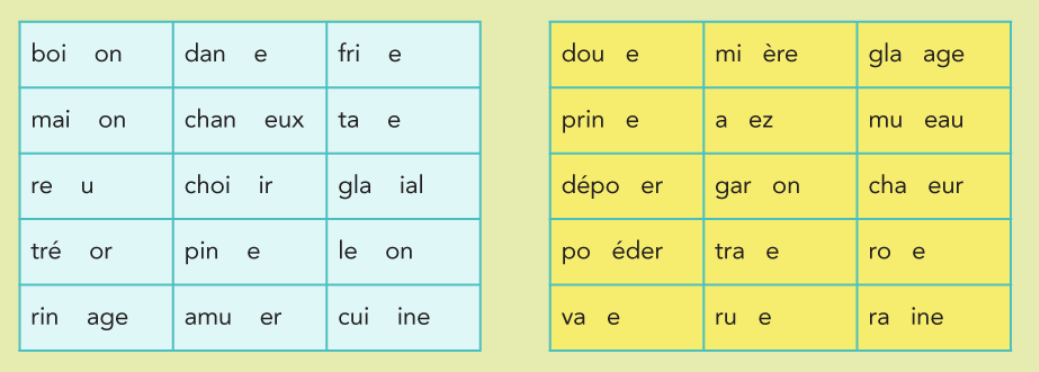 boi on dan e fri e
mai on chan eux ta e
re u choi ir gla ial
tré or pin e le on
rin age amu er cui ine
dou e mi ère gla age
prin e a ez mu eau
dépo er gar on cha eur
po éder tra e ro e
va e ru e ra ine